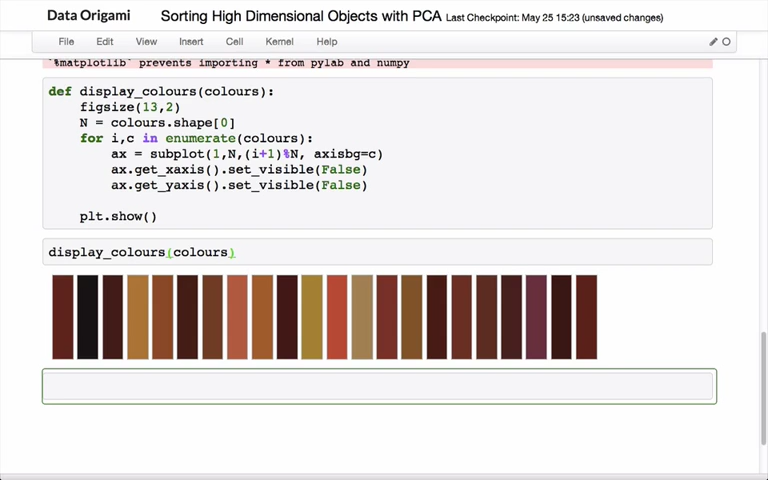 Data Origami Sorting High Dimensional Objects with PCA Last Checkpoint: May 25 15:23 (unsaved changes)
File Edit View Insert Cell Kernel Help
`%matplotlib` prevents importing * from pylab and numpy
def display_colours(colours):
    figsize(13,2)
    N = colours.shape[0]
    for i,c in enumerate(colours):
        ax = subplot(1,N,(i+1)%N, axisbg=c)
        ax.get_xaxis().set_visible(False)
        ax.get_yaxis().set_visible(False)
    plt.show()
display_colours(colours)